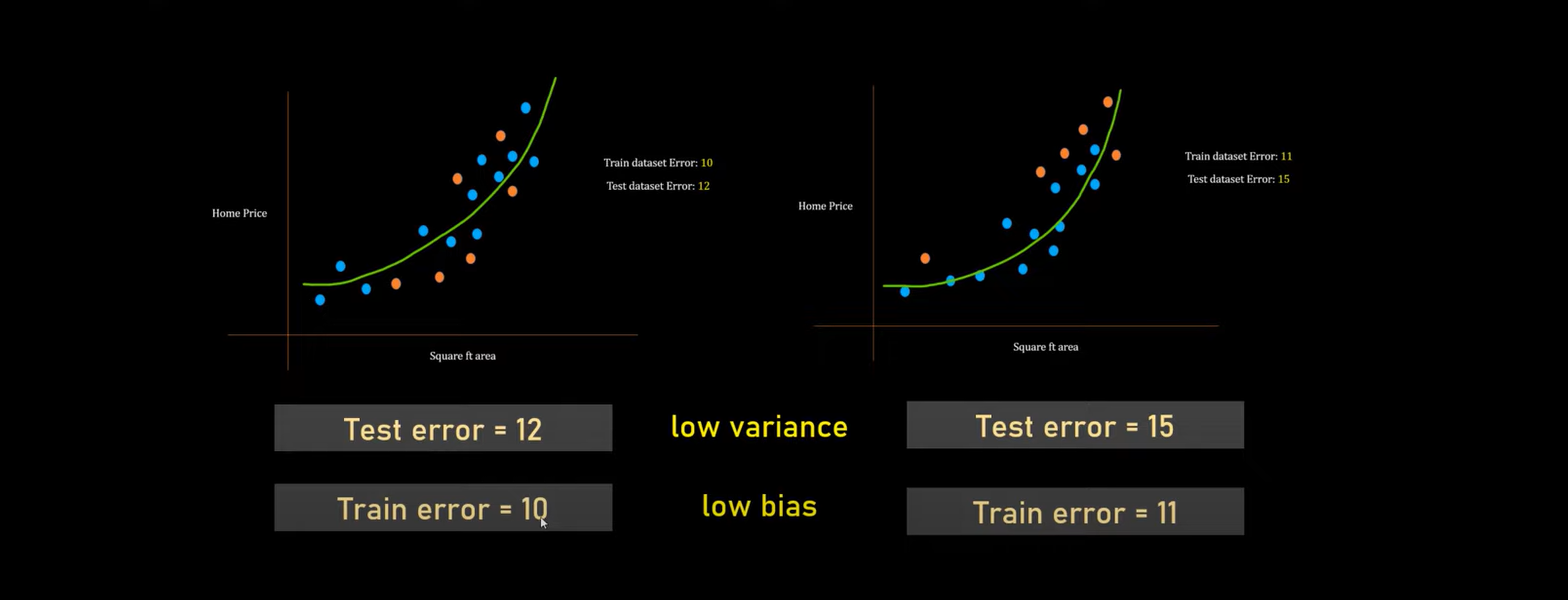 Train dataset Error: 10
Test dataset Error: 12
Home Price
Square ft area
Train dataset Error: 11
Test dataset Error: 15
Home Price
Square ft area
Test error = 12
low variance
Test error = 15
Train error = 10
low bias
Train error = 11